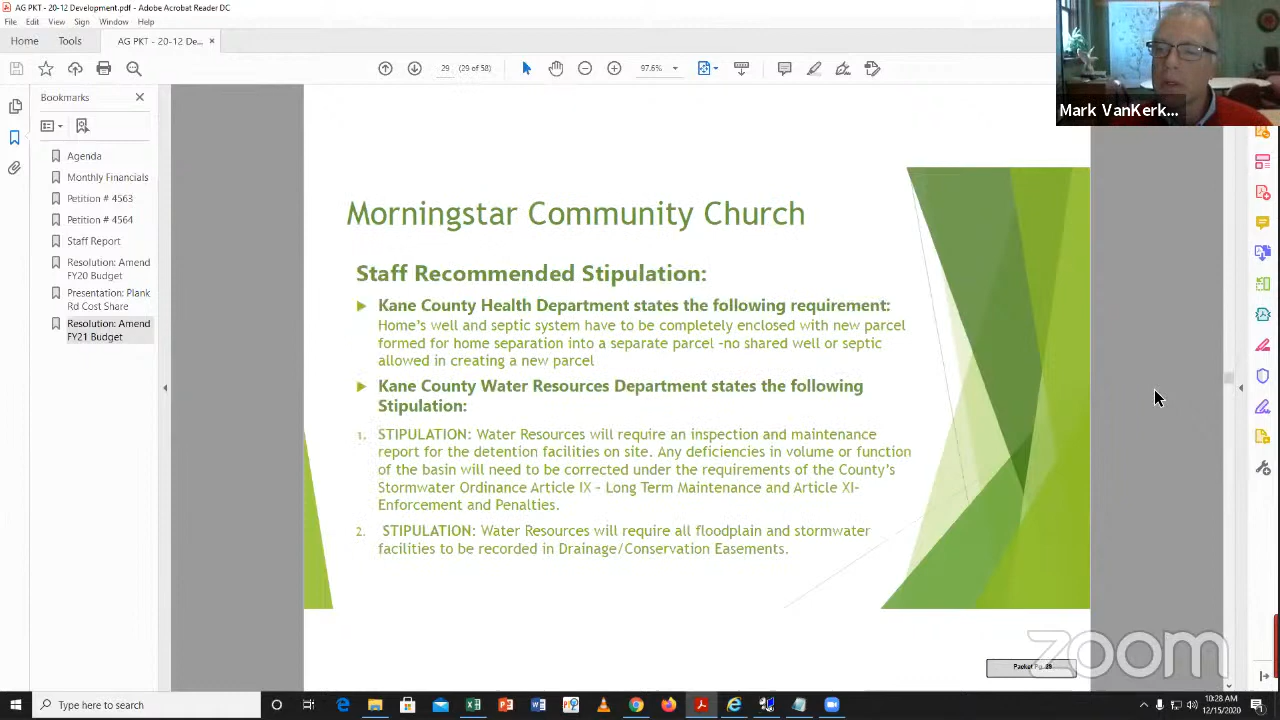 AG PKT - 20-12 Development.pdf - Adobe Acrobat Reader DC
File Edit View Sign Window Help
Home Tools AG PKT - 20-12 De... ×
29 (29 of 58) 97.6%
Bookmarks
Agenda
Monthly Financials
Petition # 4563
Petition # 4564
Staff Report
Resolution: Amend
FY20 Budget
Presentation: Plank
Rd Cost Share
Resolution: Amend
FY21 Budget
Mark VanKerk...
Morningstar Community Church
Staff Recommended Stipulation:
Kane County Health Department states the following requirement:
Home's well and septic system have to be completely enclosed with new parcel
formed for home separation into a separate parcel –no shared well or septic
allowed in creating a new parcel
Kane County Water Resources Department states the following
Stipulation:
1. STIPULATION: Water Resources will require an inspection and maintenance
report for the detention facilities on site. Any deficiencies in volume or function
of the basin will need to be corrected under the requirements of the County's
Stormwater Ordinance Article IX – Long Term Maintenance and Article XI-
Enforcement and Penalties.
2. STIPULATION: Water Resources will require all floodplain and stormwater
facilities to be recorded in Drainage/Conservation Easements.
zoom
Packet Pg. 29
Type here to search
10:28 AM
12/15/2020